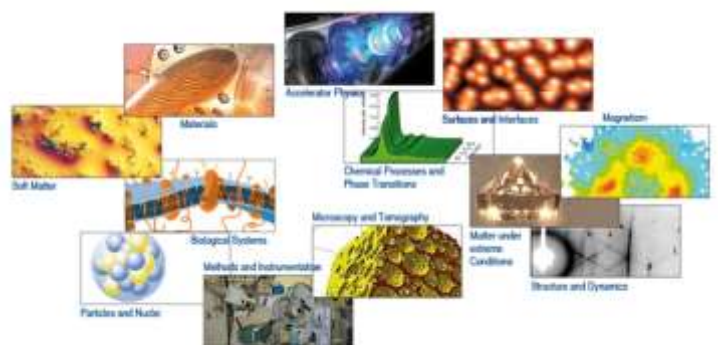 Accelerator Physics
Materials
Surfaces and Interfaces
Magnetism
Soft Matter
Chemical Processes and
Phase Transitions
Microscopy and Tomography
Biological Systems
Matter under
extreme
Conditions
Methods and Instrumentation
Structure and Dynamics
Particles and Nuclei